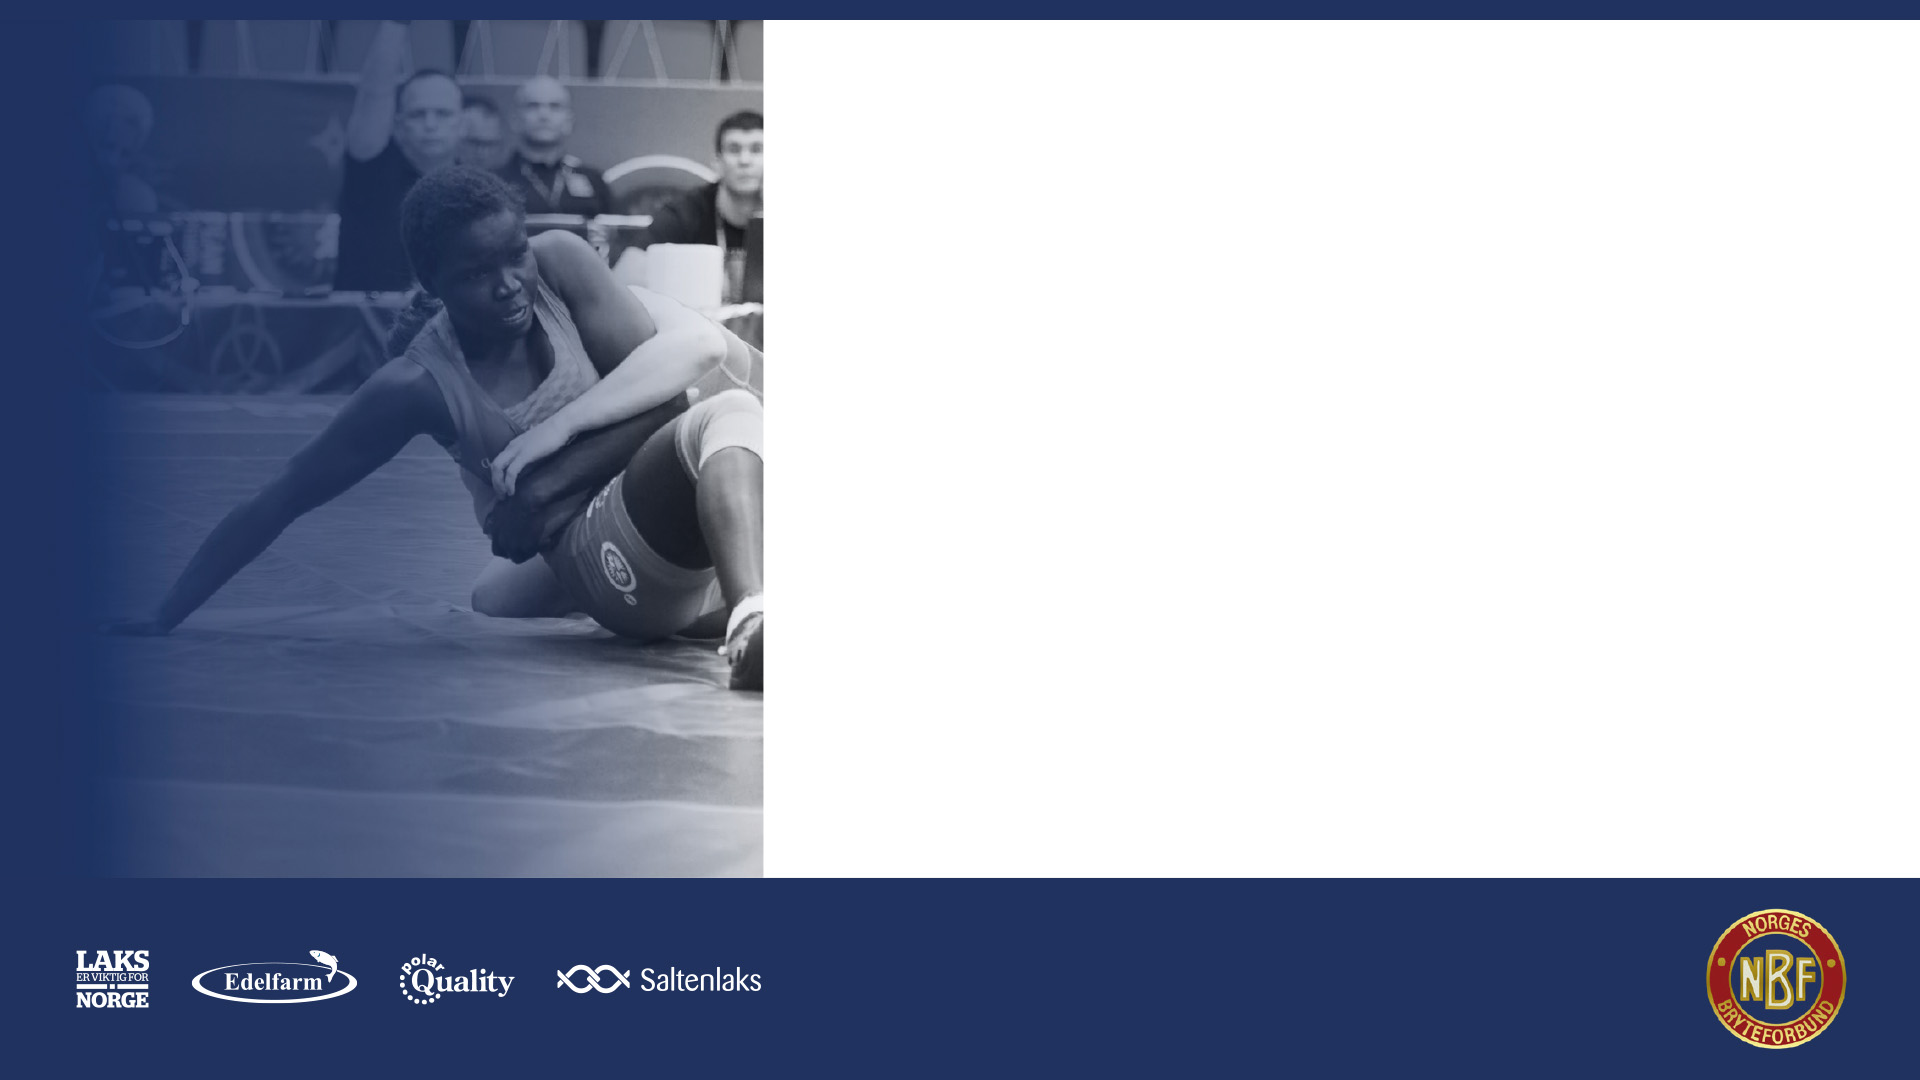 LAKS
ER VIKTIG FOR
NORGE
Edelfarm
polar
Quality
Saltenlaks
NORGES
NBF
BRYTEFORBUND